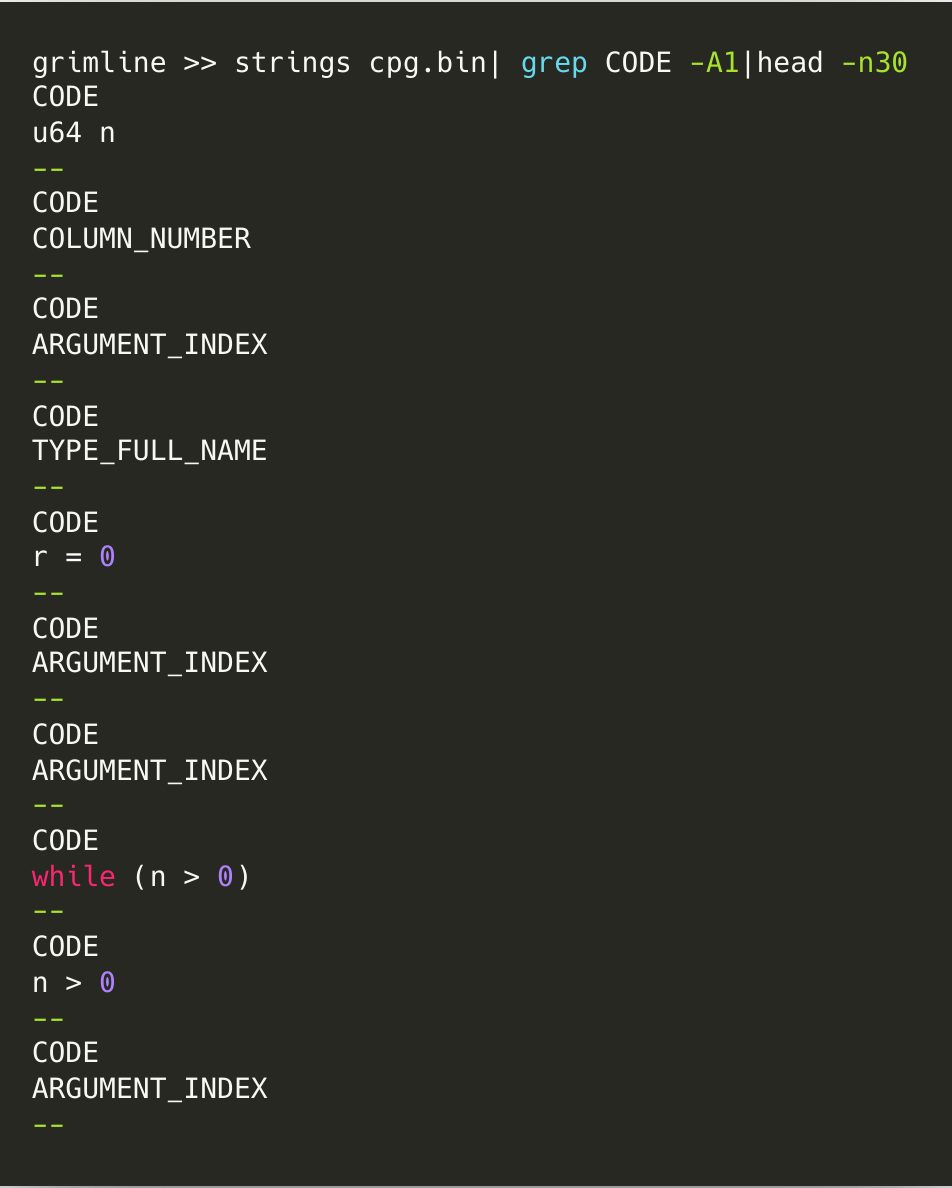 grimline >> strings cpg.bin| grep CODE -A1|head -n30
CODE
u64 n
--
CODE
COLUMN_NUMBER
--
CODE
ARGUMENT_INDEX
--
CODE
TYPE_FULL_NAME
--
CODE
r = 0
--
CODE
ARGUMENT_INDEX
--
CODE
ARGUMENT_INDEX
--
CODE
while (n > 0)
--
CODE
n > 0
--
CODE
ARGUMENT_INDEX
--